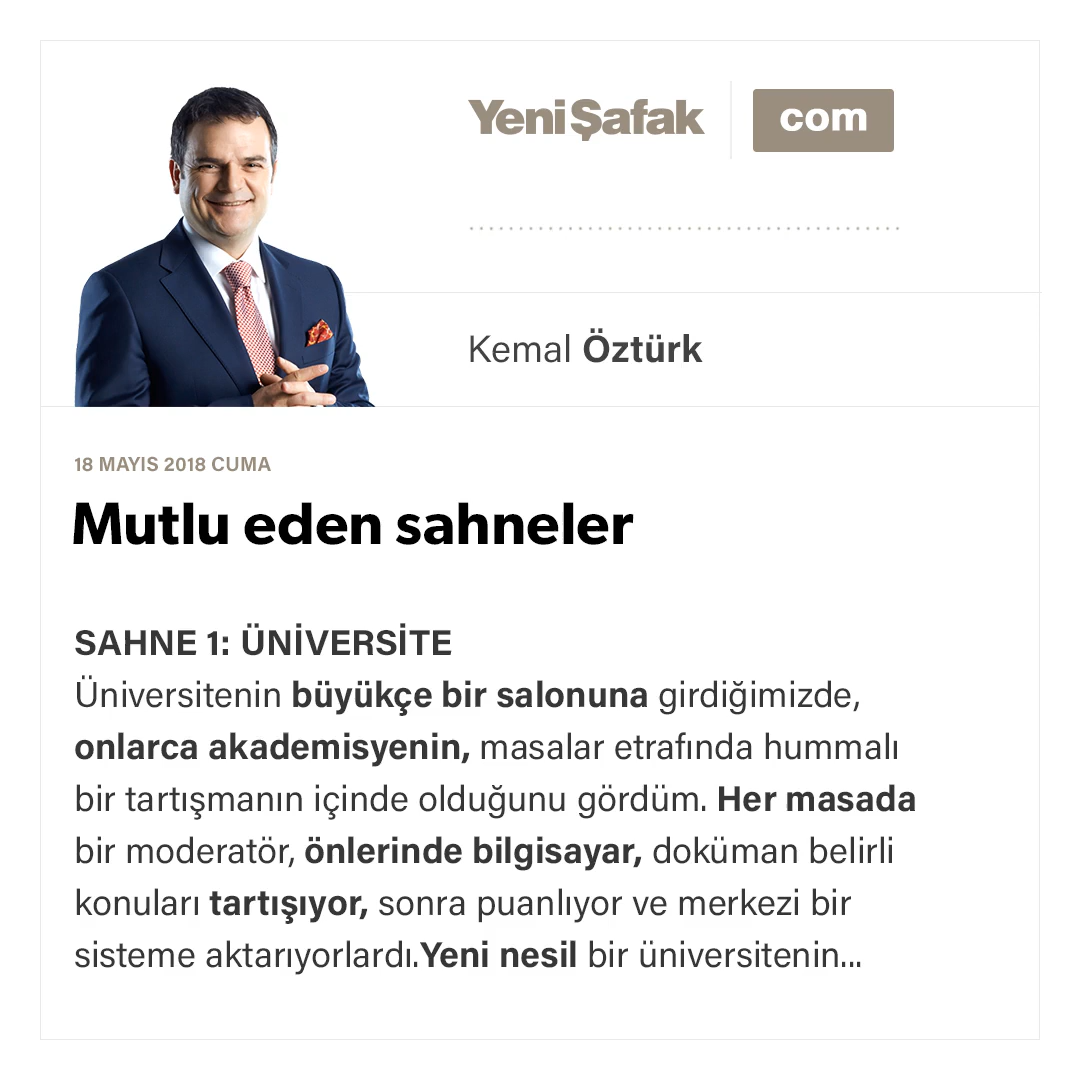 YeniŞafak com
Kemal Öztürk
18 MAYIS 2018 CUMA
Mutlu eden sahneler
SAHNE 1: ÜNİVERSİTE
Üniversitenin büyükçe bir salonuna girdiğimizde,
onlarca akademisyenin, masalar etrafında hummalı
bir tartışmanın içinde olduğunu gördüm. Her masada
bir moderatör, önlerinde bilgisayar, doküman belirli
konuları tartışıyor, sonra puanlıyor ve merkezi bir
sisteme aktarıyorlardı.Yeni nesil bir üniversitenin...